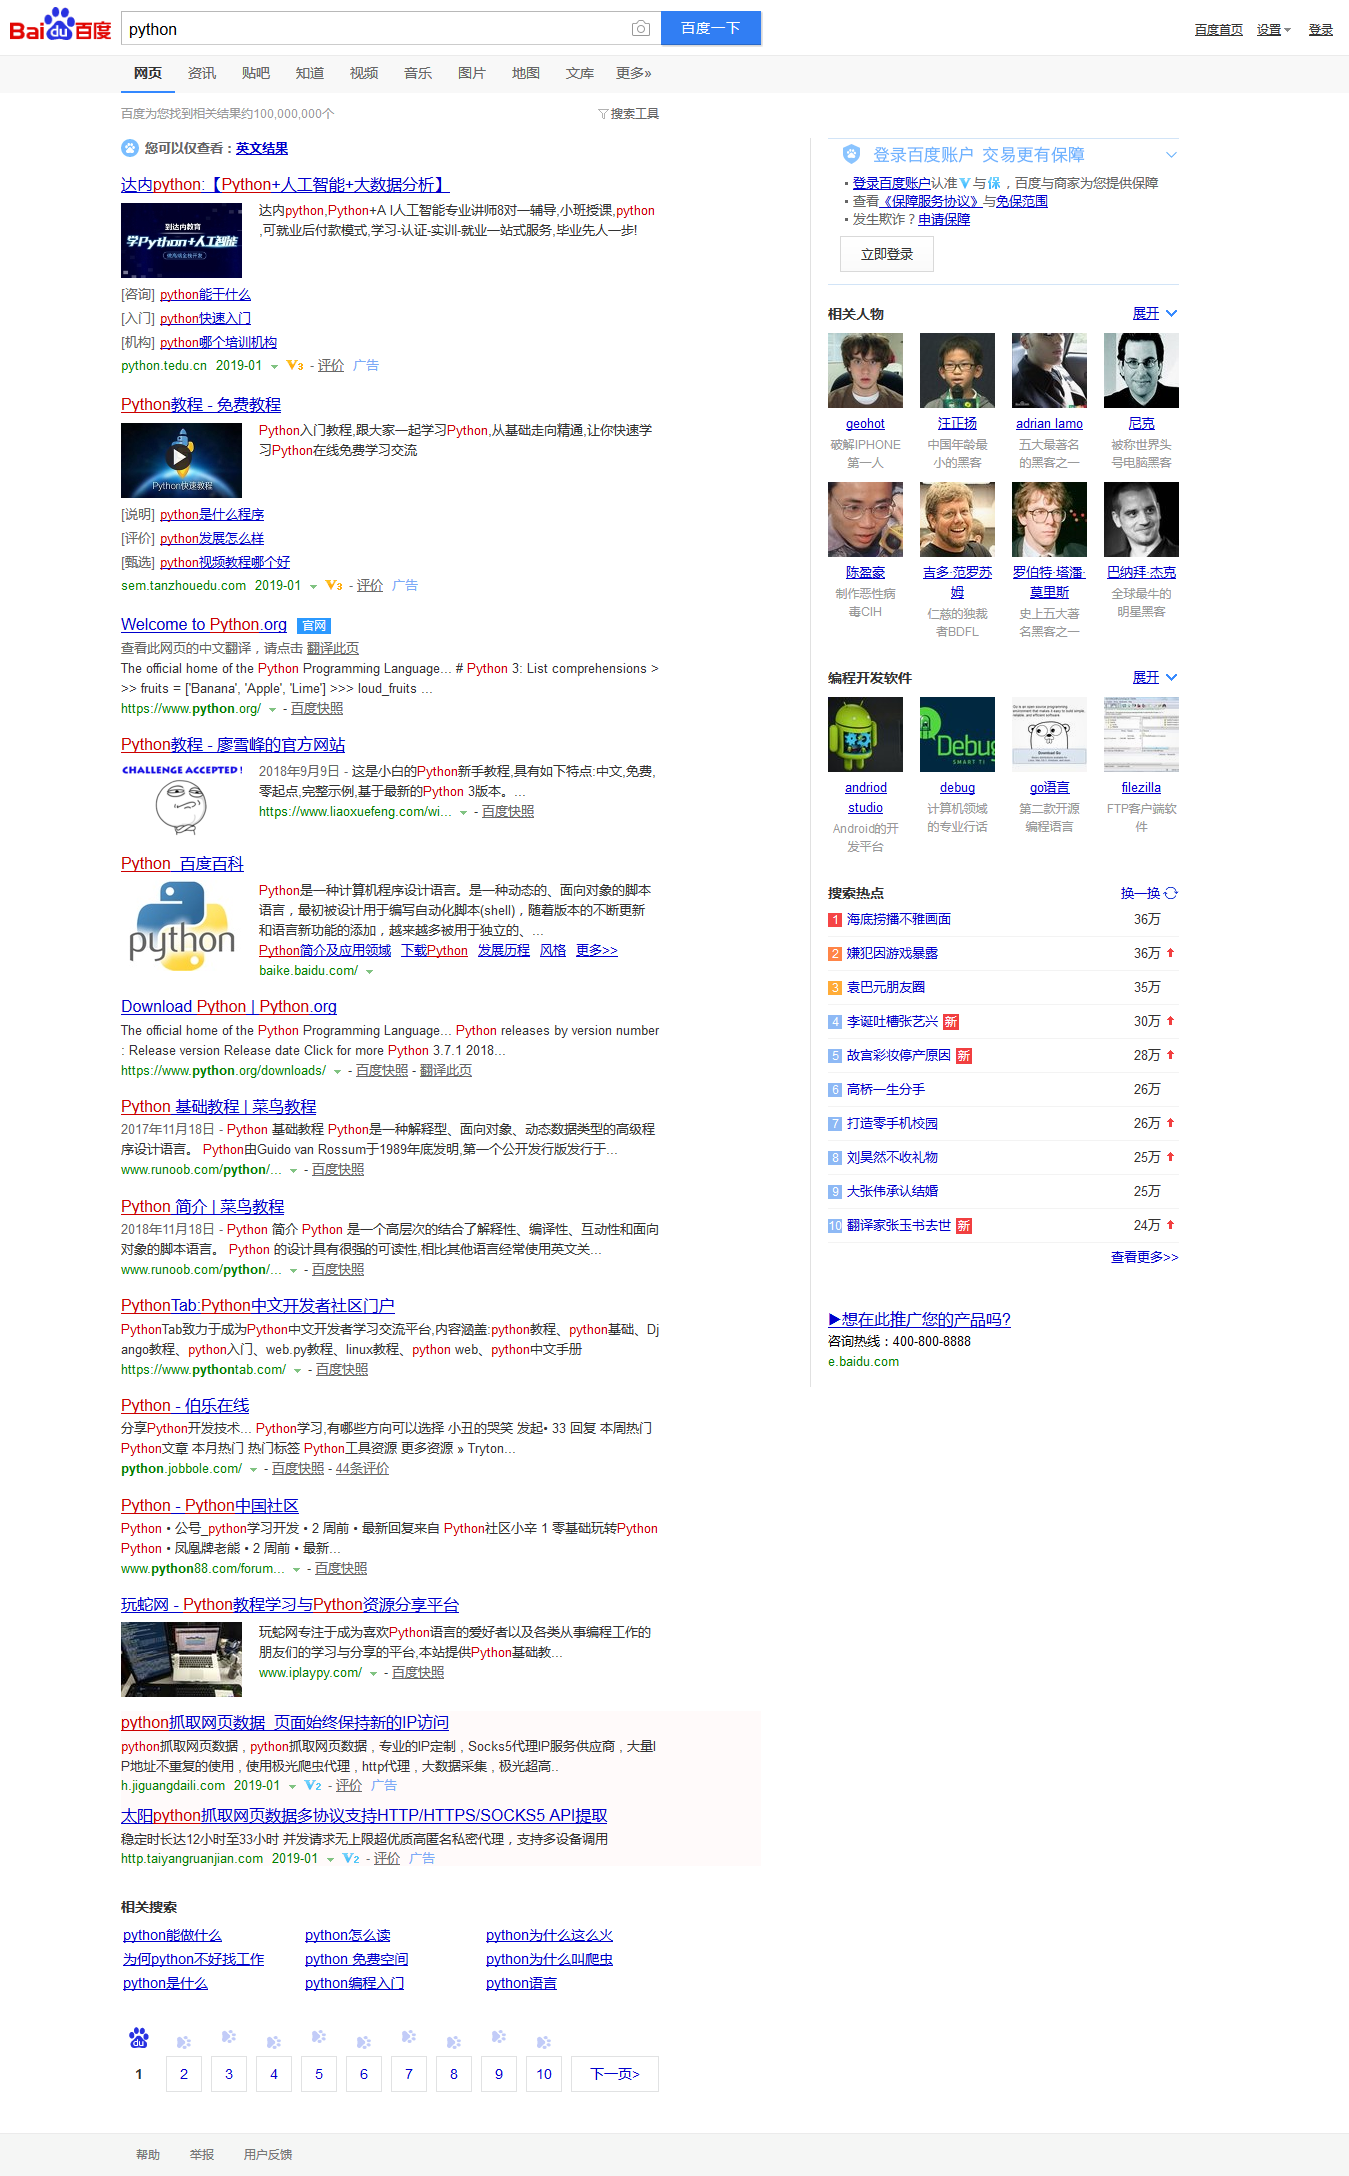 Bai du 百度
python
百度一下
百度首页 设置 登录
网页 资讯 贴吧 知道 视频 音乐 图片 地图 文库 更多»
百度为您找到相关结果约100,000,000个
搜索工具
您可以仅查看：英文结果
达内python:【Python+人工智能+大数据分析】
到达内教育
学Python+人工智能
达内python,Python+A I人工智能专业讲师8对一辅导,小班授课,python
,可就业后付款模式,学习-认证-实训-就业一站式服务,毕业先人一步!
[咨询] python能干什么
[入门] python快速入门
[机构] python哪个培训机构
python.tedu.cn 2019-01 V3 - 评价 广告
Python教程 - 免费教程
Python快速教程
Python入门教程,跟大家一起学习Python,从基础走向精通,让你快速学
习Python在线免费学习交流
[说明] python是什么程序
[评价] python发展怎么样
[甄选] python视频教程哪个好
sem.tanzhouedu.com 2019-01 V3 - 评价 广告
Welcome to Python.org 官网
查看此网页的中文翻译，请点击 翻译此页
The official home of the Python Programming Language... # Python 3: List comprehensions >
>> fruits = ['Banana', 'Apple', 'Lime'] >>> loud_fruits ...
https://www.python.org/ - 百度快照
Python教程 - 廖雪峰的官方网站
CHALLENGE ACCEPTED!
2018年9月9日 - 这是小白的Python新手教程,具有如下特点:中文,免费,
零起点,完整示例,基于最新的Python 3版本。...
https://www.liaoxuefeng.com/wi... - 百度快照
Python_百度百科
python
Python是一种计算机程序设计语言。是一种动态的、面向对象的脚本
语言，最初被设计用于编写自动化脚本(shell)，随着版本的不断更新
和语言新功能的添加，越来越多被用于独立的、...
Python简介及应用领域 下载Python 发展历程 风格 更多>>
baike.baidu.com/
Download Python | Python.org
The official home of the Python Programming Language... Python releases by version number
: Release version Release date Click for more Python 3.7.1 2018...
https://www.python.org/downloads/ - 百度快照 - 翻译此页
Python 基础教程 | 菜鸟教程
2017年11月18日 - Python 基础教程 Python是一种解释型、面向对象、动态数据类型的高级程
序设计语言。 Python由Guido van Rossum于1989年底发明,第一个公开发行版发行于...
www.runoob.com/python/... - 百度快照
Python 简介 | 菜鸟教程
2018年11月18日 - Python 简介 Python 是一个高层次的结合了解释性、编译性、互动性和面向
对象的脚本语言。 Python 的设计具有很强的可读性,相比其他语言经常使用英文关...
www.runoob.com/python/... - 百度快照
PythonTab:Python中文开发者社区门户
PythonTab致力于成为Python中文开发者学习交流平台,内容涵盖:python教程、python基础、Dj
ango教程、python入门、web.py教程、linux教程、python web、python中文手册
https://www.pythontab.com/ - 百度快照
Python - 伯乐在线
分享Python开发技术... Python学习,有哪些方向可以选择 小丑的哭笑 发起• 33 回复 本周热门
Python文章 本月热门 热门标签 Python工具资源 更多资源 » Tryton...
python.jobbole.com/ - 百度快照 - 44条评价
Python - Python中国社区
Python • 公号_python学习开发 • 2 周前 • 最新回复来自 Python社区小辛 1 零基础玩转Python
Python • 凤凰牌老熊 • 2 周前 • 最新...
www.python88.com/forum... - 百度快照
玩蛇网 - Python教程学习与Python资源分享平台
玩蛇网专注于成为喜欢Python语言的爱好者以及各类从事编程工作的
朋友们的学习与分享的平台,本站提供Python基础教...
www.iplaypy.com/ - 百度快照
python抓取网页数据_页面始终保持新的IP访问
python抓取网页数据，python抓取网页数据，专业的IP定制，Socks5代理IP服务供应商，大量I
P地址不重复的使用，使用极光爬虫代理，http代理，大数据采集，极光超高..
h.jiguangdaili.com 2019-01 V2 - 评价 广告
太阳python抓取网页数据多协议支持HTTP/HTTPS/SOCKS5 API提取
稳定时长达12小时至33小时 并发请求无上限超优质高匿名私密代理，支持多设备调用
http.taiyangruanjian.com 2019-01 V2 - 评价 广告
相关搜索
python能做什么 python怎么读 python为什么这么火
为何python不好找工作 python 免费空间 python为什么叫爬虫
python是什么 python编程入门 python语言
du
1 2 3 4 5 6 7 8 9 10 下一页>
登录百度账户 交易更有保障
登录百度账户认准V与保，百度与商家为您提供保障
查看《保障服务协议》与免保范围
发生欺诈？申请保障
立即登录
相关人物 展开
geohot 汪正扬 adrian lamo 尼克
破解IPHONE 中国年龄最 五大最著名 被称世界头
第一人 小的黑客 的黑客之一 号电脑黑客
陈盈豪 吉多·范罗苏 罗伯特·塔潘· 巴纳拜·杰克
姆 莫里斯
制作恶性病 全球最牛的
毒CIH 明星黑客
仁慈的独裁 史上五大著
者BDFL 名黑客之一
编程开发软件 展开
Debug
SMART TI
Download Go
andriod debug go语言 filezilla
studio
计算机领域 第二款开源 FTP客户端软
的专业行话 编程语言 件
Android的开
发平台
搜索热点 换一换
1 海底捞播不雅画面 36万
2 嫌犯因游戏暴露 36万
3 袁巴元朋友圈 35万
4 李诞吐槽张艺兴 新 30万
5 故宫彩妆停产原因 新 28万
6 高桥一生分手 26万
7 打造零手机校园 26万
8 刘昊然不收礼物 25万
9 大张伟承认结婚 25万
10 翻译家张玉书去世 新 24万
查看更多>>
▶想在此推广您的产品吗?
咨询热线：400-800-8888
e.baidu.com
帮助 举报 用户反馈